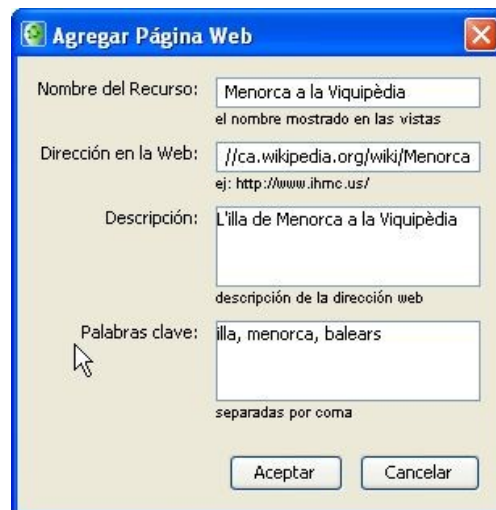 Agregar Página Web
Nombre del Recurso: Menorca a la Viquipèdia
el nombre mostrado en las vistas
Dirección en la Web: //ca.wikipedia.org/wiki/Menorca
ej: http://www.ihmc.us/
Descripción: L'illa de Menorca a la Viquipèdia
descripción de la dirección web
Palabras clave: illa, menorca, balears
separadas por coma
Aceptar Cancelar